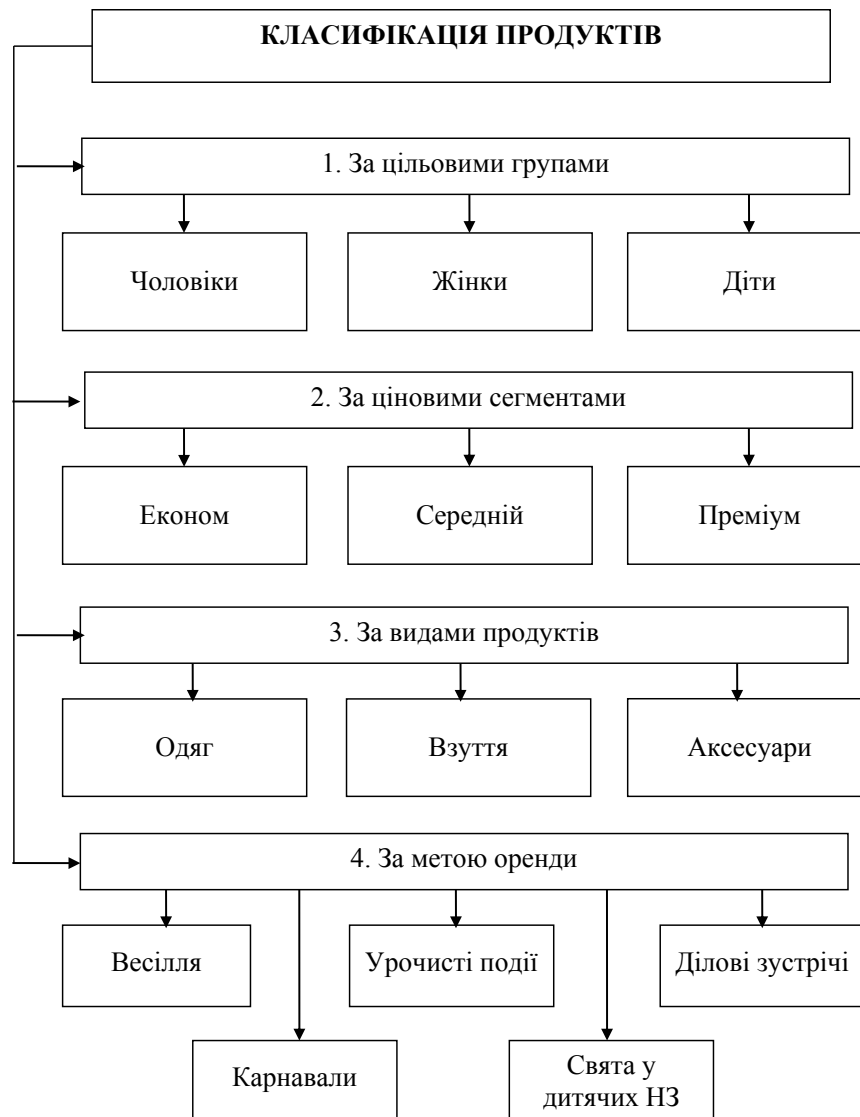 КЛАСИФІКАЦІЯ ПРОДУКТІВ
1. За цільовими групами
Чоловіки
Жінки
Діти
2. За ціновими сегментами
Економ
Середній
Преміум
3. За видами продуктів
Одяг
Взуття
Аксесуари
4. За метою оренди
Весілля
Урочисті події
Ділові зустрічі
Карнавали
Свята у
дитячих НЗ